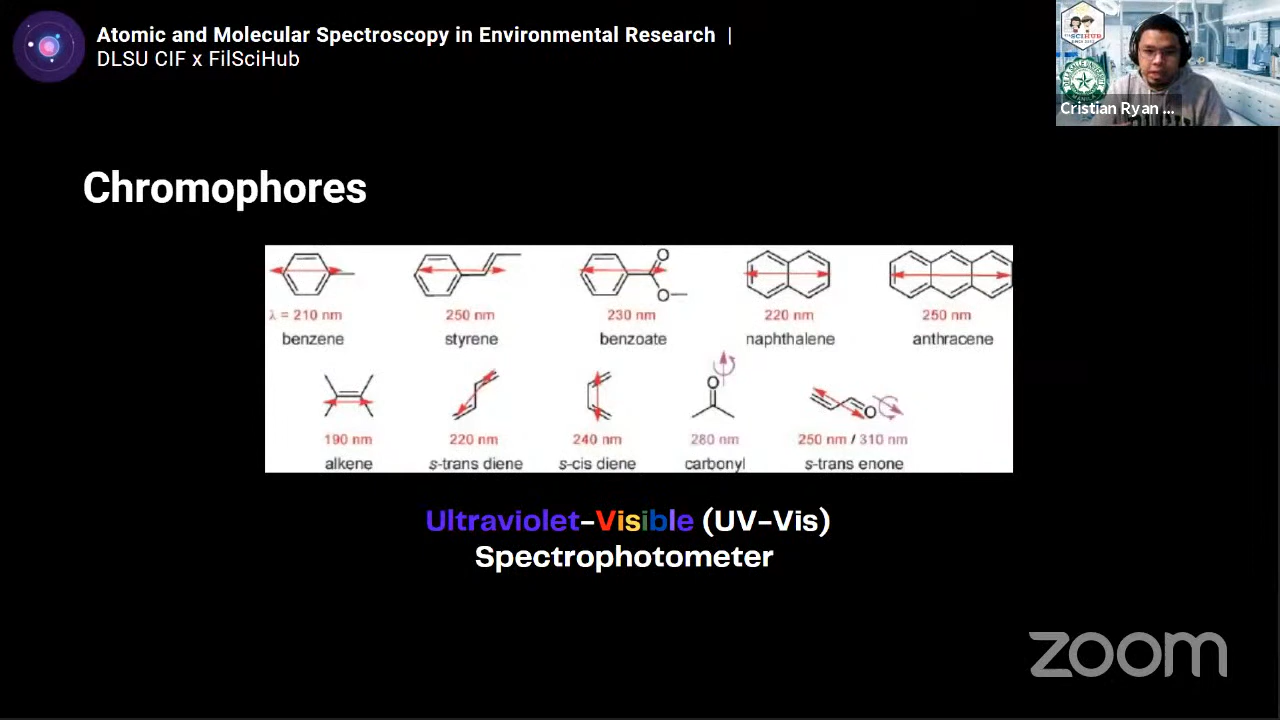 Atomic and Molecular Spectroscopy in Environmental Research |
DLSU CIF x FilSciHub
FILSCIHUB
Cristian Ryan ...
Chromophores
O
O
λ = 210 nm
250 nm
230 nm
220 nm
250 nm
benzene
styrene
benzoate
naphthalene
anthracene
O
O
190 nm
220 nm
240 nm
280 nm
250 nm / 310 nm
alkene
s-trans diene
s-cis diene
carbonyl
s-trans enone
Ultraviolet-Visible (UV-Vis)
Spectrophotometer
zoom